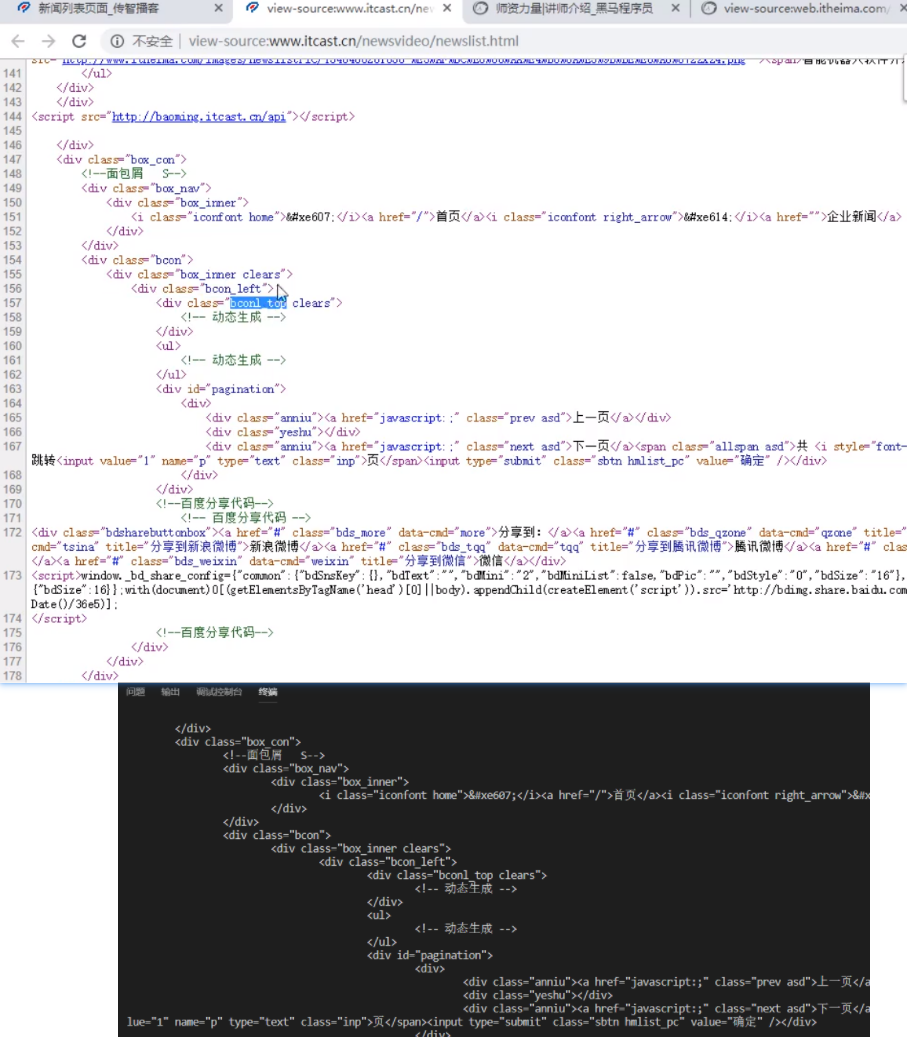 新闻列表页面_传智播客 × view-source:www.itcast.cn/nev × 师资力量|讲师介绍_黑马程序员 × view-source:web.itheima.com/ ×
不安全 | view-source:www.itcast.cn/newsvideo/newslist.html
141 </ul>
142 </div>
143 </div>
144 <script src="http://baoming.itcast.cn/api"></script>
145
146 </div>
147 <div class="box_con">
148 <!--面包屑 S-->
149 <div class="box_nav">
150 <div class="box_inner">
151 <i class="iconfont home">&#xe607;</i><a href="/">首页</a><i class="iconfont right_arrow">&#xe614;</i><a href="">企业新闻</a>
152 </div>
153 </div>
154 <div class="bcon">
155 <div class="box_inner clears">
156 <div class="bcon_left">
157 <div class="bconl_top clears">
158 <!-- 动态生成 -->
159 </div>
160 <ul>
161 <!-- 动态生成 -->
162 </ul>
163 <div id="pagination">
164 <div>
165 <div class="anniu"><a href="javascript:;" class="prev asd">上一页</a></div>
166 <div class="yeshu"></div>
167 <div class="anniu"><a href="javascript:;" class="next asd">下一页</a><span class="allspan asd">共 <i style="font-
跳转<input value="1" name="p" type="text" class="inp">页</span><input type="submit" class="sbtn hmlist_pc" value="确定" /></div>
168 </div>
169 </div>
170 <!--百度分享代码-->
171 <!-- 百度分享代码 -->
172 <div class="bdsharebuttonbox"><a href="#" class="bds_more" data-cmd="more">分享到：</a><a href="#" class="bds_qzone" data-cmd="qzone" title="
cmd="tsina" title="分享到新浪微博">新浪微博</a><a href="#" class="bds_tqq" data-cmd="tqq" title="分享到腾讯微博">腾讯微博</a><a href="#" clas
</a><a href="#" class="bds_weixin" data-cmd="weixin" title="分享到微信">微信</a></div>
173 <script>window._bd_share_config={"common":{"bdSnsKey":{},"bdText":"","bdMini":"2","bdMiniList":false,"bdPic":"","bdStyle":"0","bdSize":"16"},
{"bdSize":16}};with(document)0[(getElementsByTagName('head')[0]||body).appendChild(createElement('script')).src='http://bdimg.share.baidu.com
Date()/36e5)];
174 </script>
175 <!--百度分享代码-->
176 </div>
177 </div>
178 </div>
问题 输出 调试控制台 终端
</div>
<div class="box_con">
<!--面包屑 S-->
<div class="box_nav">
<div class="box_inner">
<i class="iconfont home">&#xe607;</i><a href="/">首页</a><i class="iconfont right_arrow">&#x
</div>
</div>
<div class="bcon">
<div class="box_inner clears">
<div class="bcon_left">
<div class="bconl_top clears">
<!-- 动态生成 -->
</div>
<ul>
<!-- 动态生成 -->
</ul>
<div id="pagination">
<div>
<div class="anniu"><a href="javascript:;" class="prev asd">上一页</a
<div class="yeshu"></div>
<div class="anniu"><a href="javascript:;" class="next asd">下一页</a
lue="1" name="p" type="text" class="inp">页</span><input type="submit" class="sbtn hmlist_pc" value="确定" /></div>
</div>